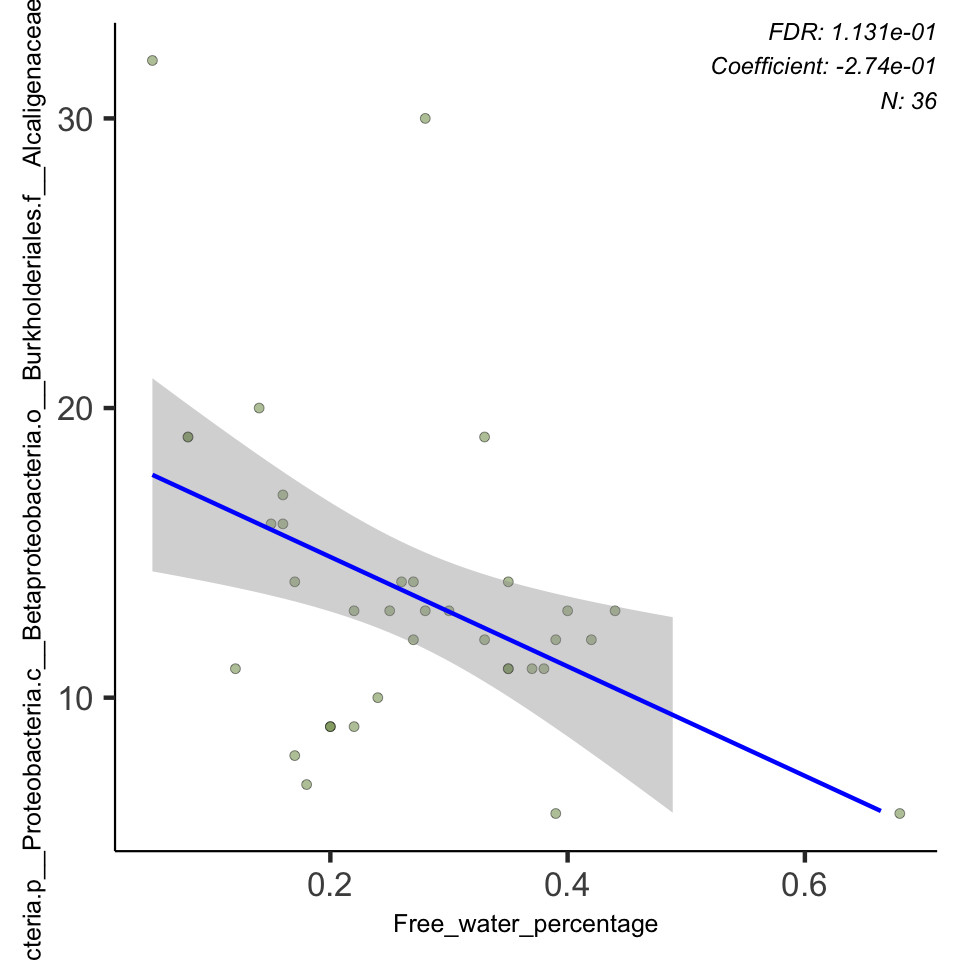 FDR: 1.131e-01
Coefficient: -2.74e-01
N: 36
cteria.p__Proteobacteria.c__Betaproteobacteria.o__Burkholderiales.f__Alcaligenaceae
30
20
10
0.2
0.4
0.6
Free_water_percentage